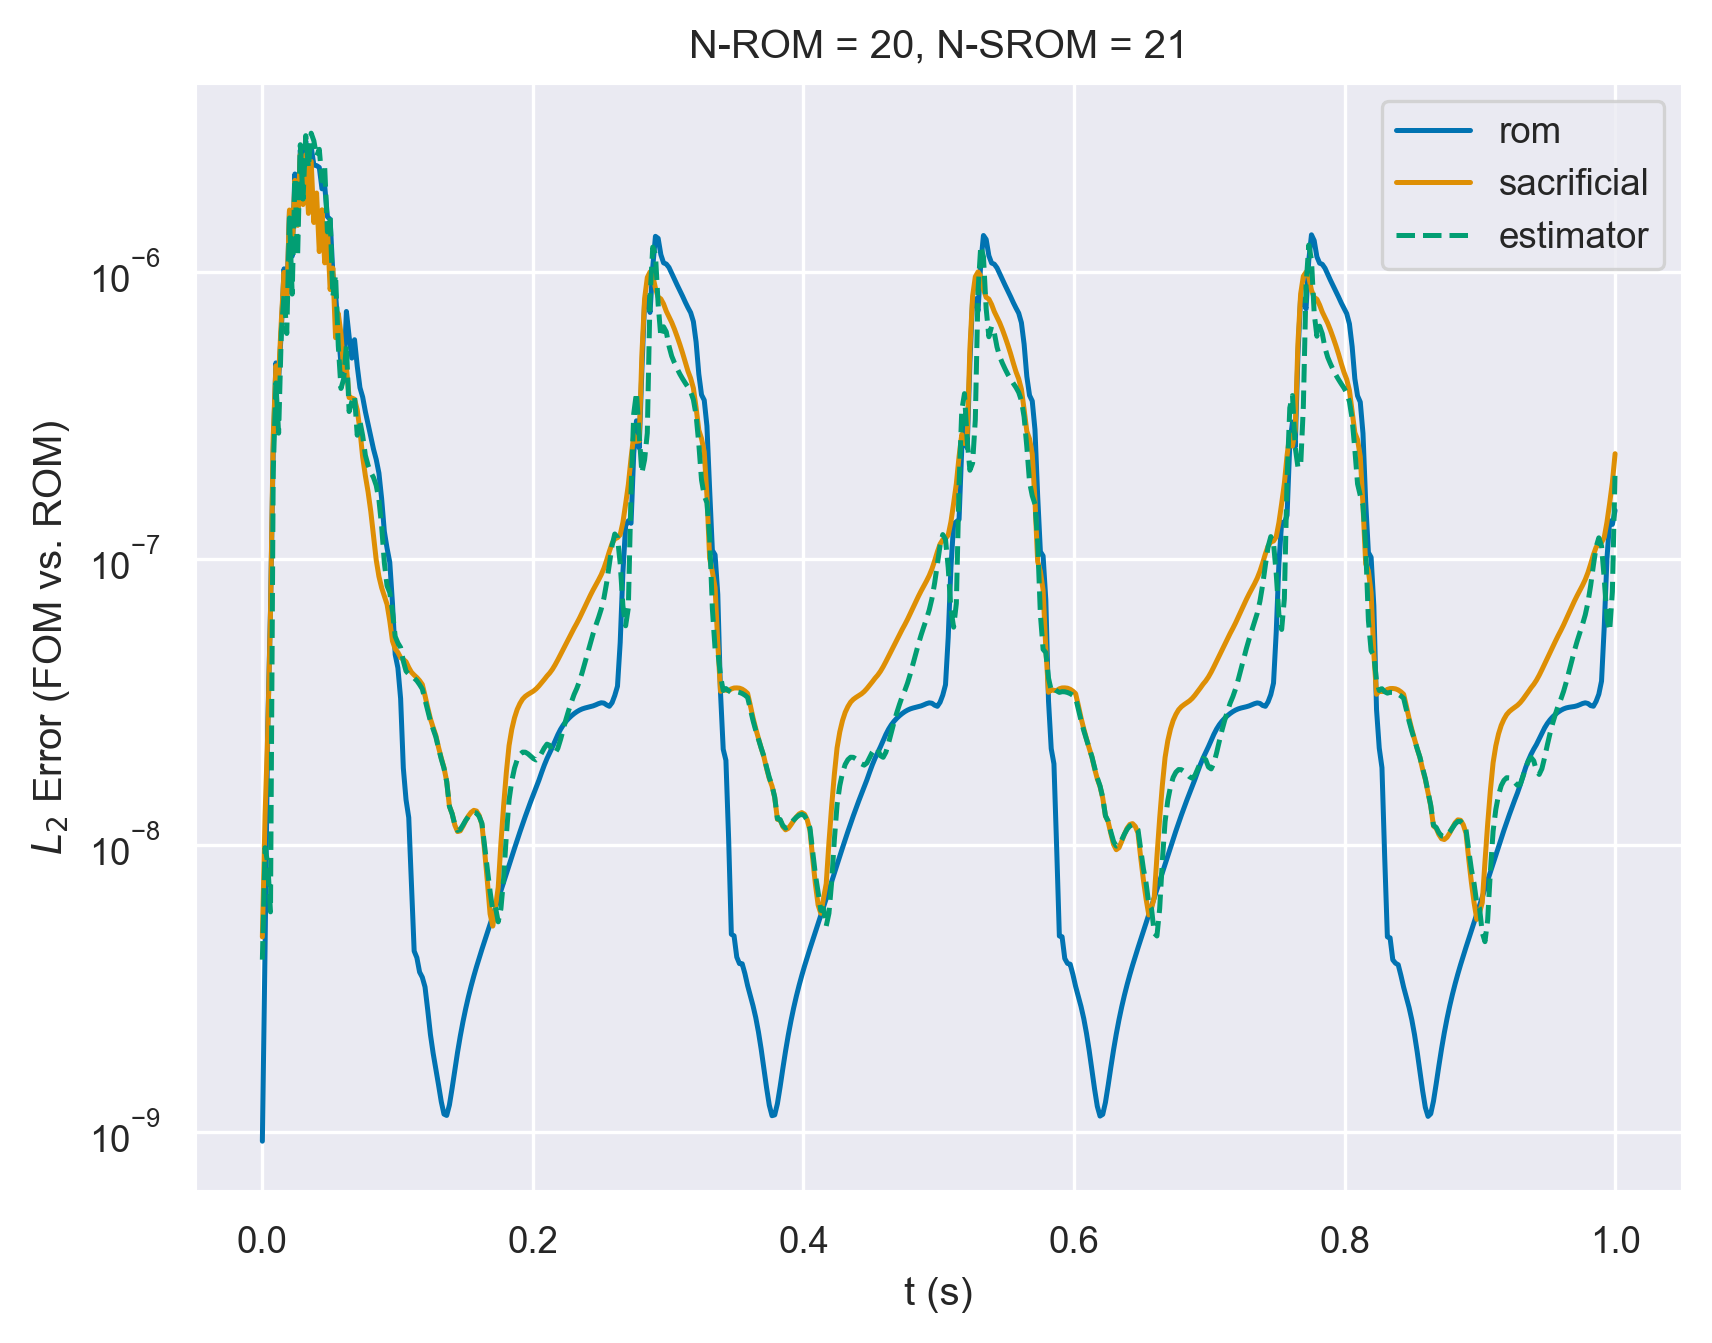 N-ROM = 20, N-SROM = 21
rom
sacrificial
estimator
L₂ Error (FOM vs. ROM)
10⁻⁶
10⁻⁷
10⁻⁸
10⁻⁹
0.0 0.2 0.4 0.6 0.8 1.0
t (s)